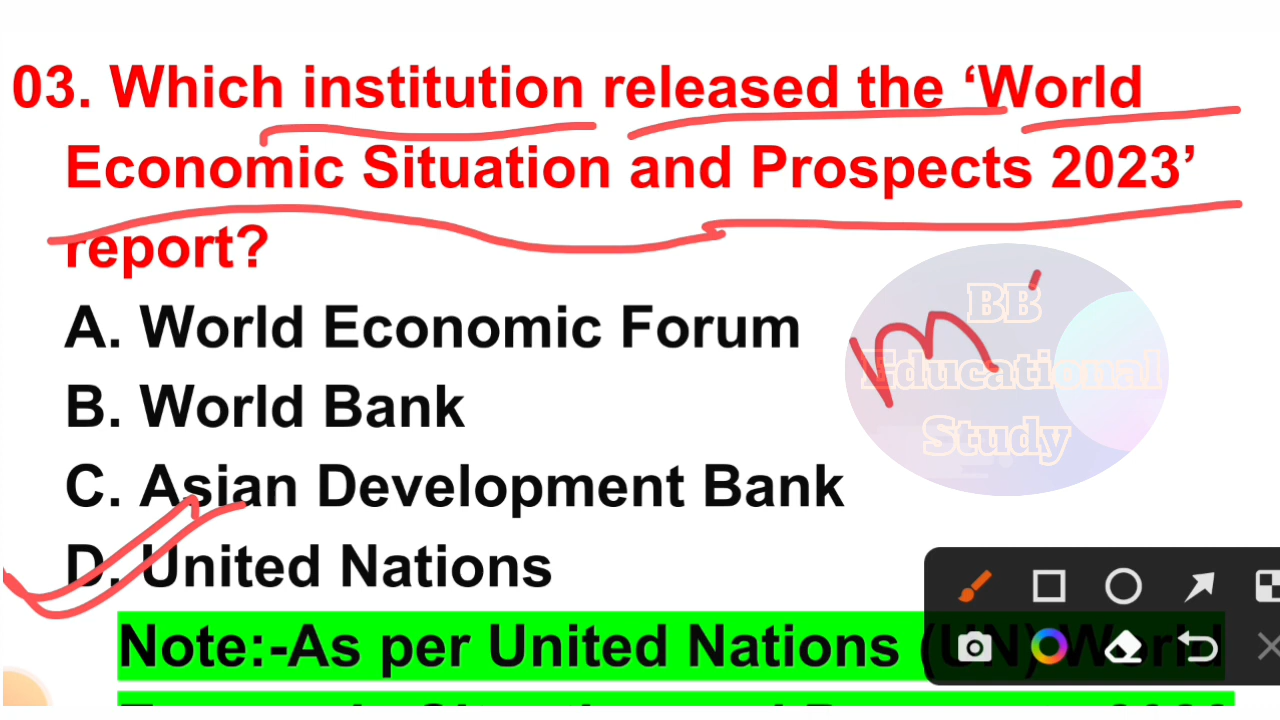 03. Which institution released the ‘World
Economic Situation and Prospects 2023’
report?
A. World Economic Forum
B. World Bank
C. Asian Development Bank
D. United Nations
Note:-As per United Nations (UN) World
BB
Educational
Study
m